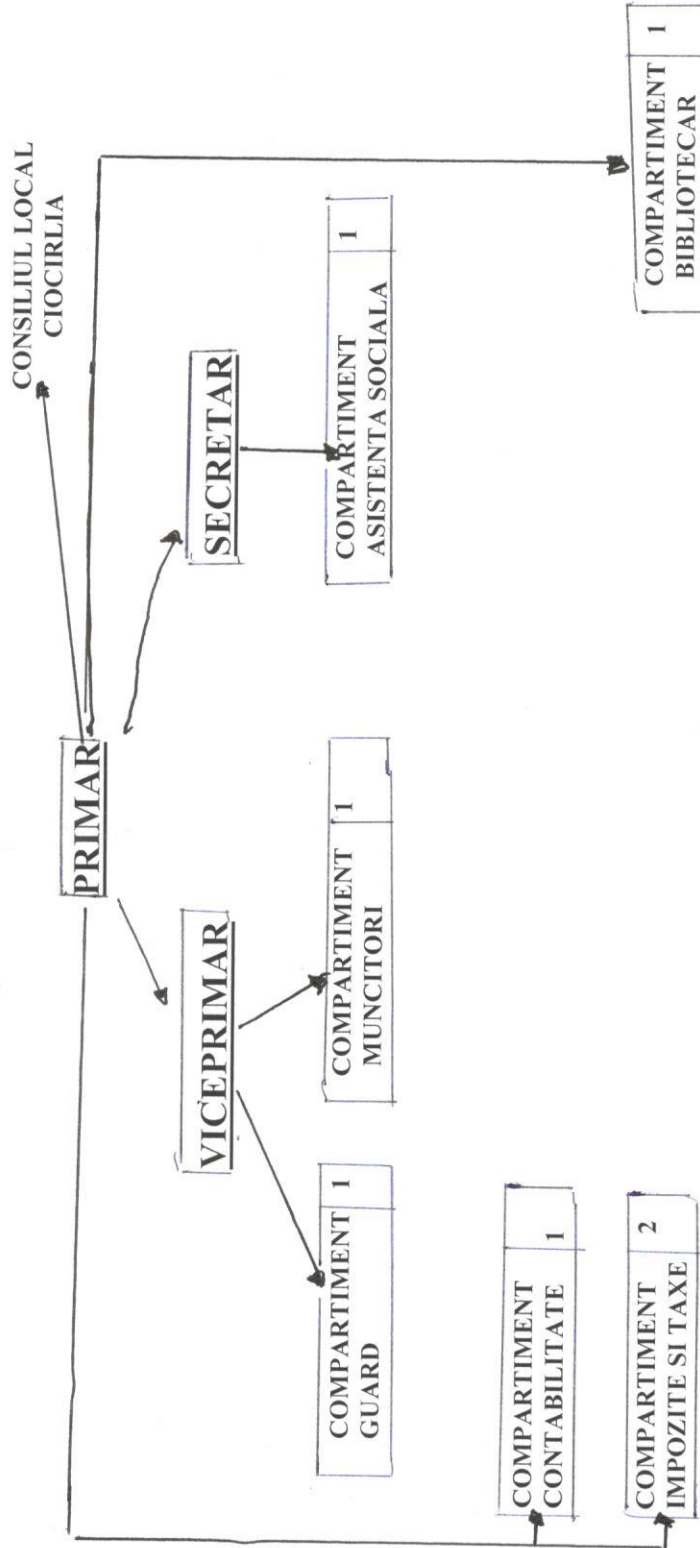 CONSILIUL LOCAL
CIOCIRLIA
PRIMAR
VICEPRIMAR
SECRETAR
COMPARTIMENT
GUARD
1
COMPARTIMENT
MUNCITORI
1
COMPARTIMENT
ASISTENTA SOCIALA
1
COMPARTIMENT
CONTABILITATE
1
COMPARTIMENT
IMPOZITE SI TAXE
2
COMPARTIMENT
BIBLIOTECAR
1